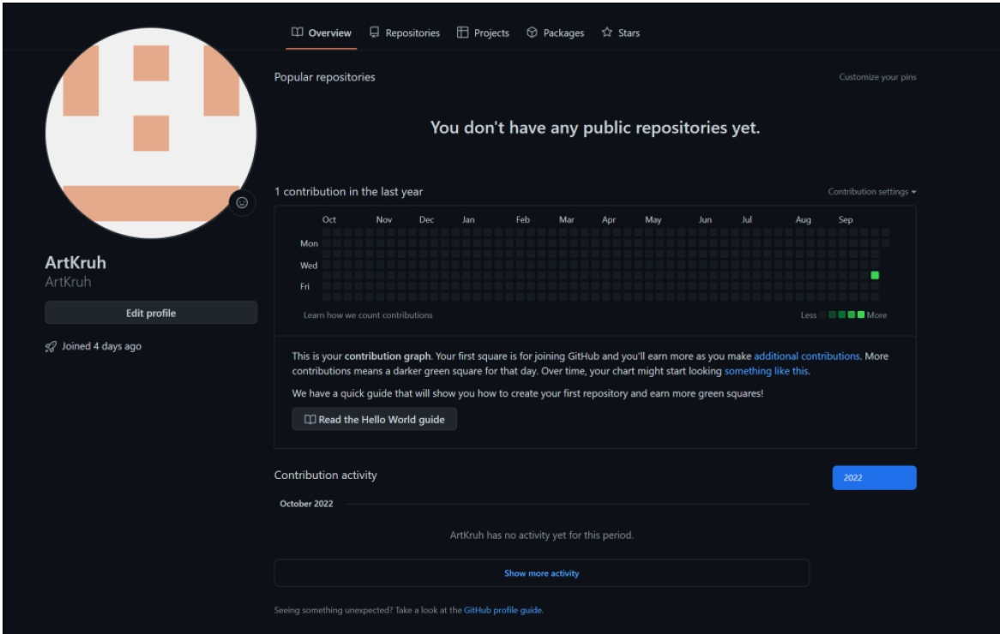 Overview Repositories Projects Packages Stars
Popular repositories Customize your pins
You don't have any public repositories yet.
1 contribution in the last year Contribution settings
Oct Nov Dec Jan Feb Mar Apr May Jun Jul Aug Sep
Mon
Wed
Fri
Learn how we count contributions Less More
ArtKruh
ArtKruh
Edit profile
Joined 4 days ago
This is your contribution graph. Your first square is for joining GitHub and you'll earn more as you make additional contributions. More
contributions means a darker green square for that day. Over time, your chart might start looking something like this.
We have a quick guide that will show you how to create your first repository and earn more green squares!
Read the Hello World guide
Contribution activity 2022
October 2022
ArtKruh has no activity yet for this period.
Show more activity
Seeing something unexpected? Take a look at the GitHub profile guide.